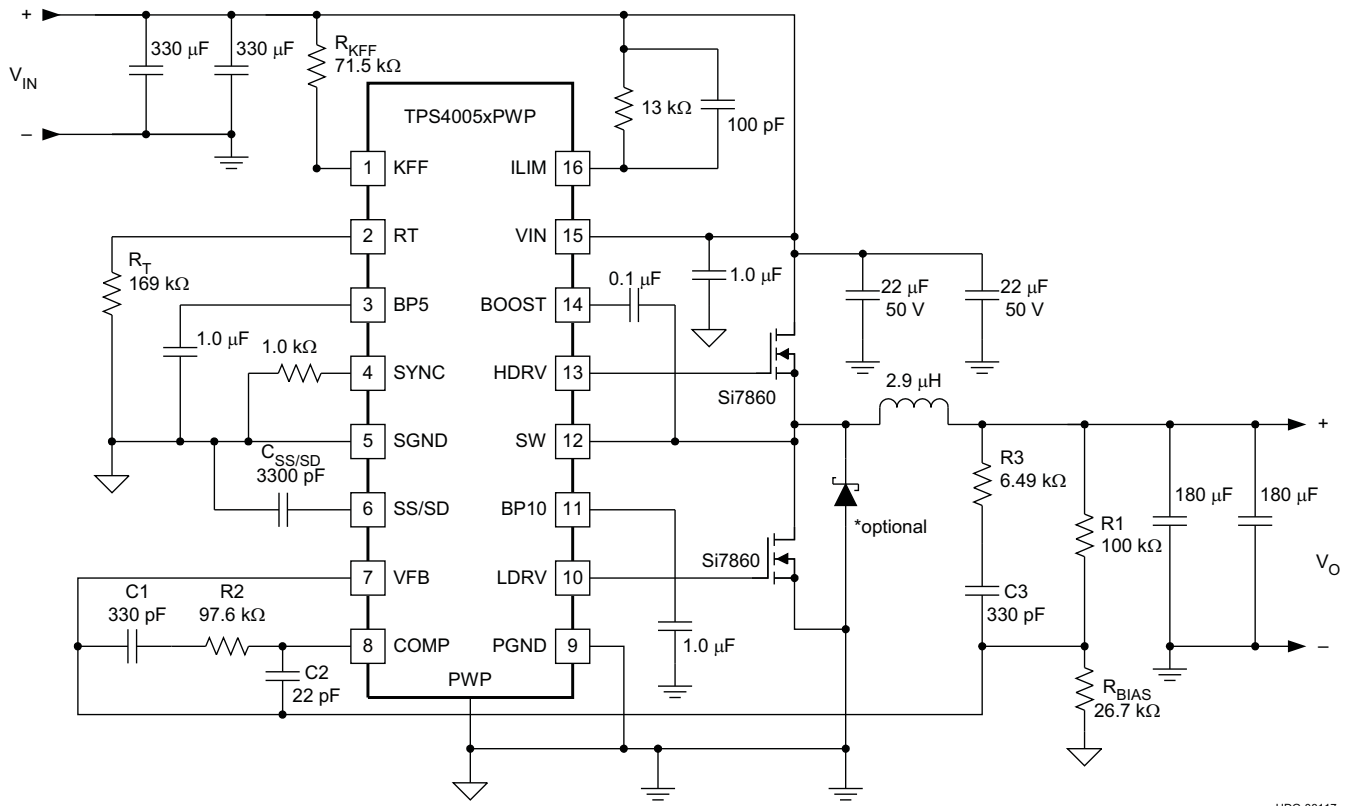 +
330 µF
330 µF
R_KFF
71.5 kΩ
V_IN
–
TPS4005xPWP
13 kΩ
100 pF
1 KFF
ILIM 16
2 RT
VIN 15
R_T
169 kΩ
1.0 µF
22 µF
50 V
22 µF
50 V
0.1 µF
3 BP5
BOOST 14
1.0 µF
1.0 kΩ
4 SYNC
HDRV 13
Si7860
2.9 µH
5 SGND
SW 12
+
C_SS/SD
3300 pF
R3
6.49 kΩ
180 µF
180 µF
6 SS/SD
BP10 11
*optional
R1
100 kΩ
Si7860
V_O
7 VFB
LDRV 10
C1
330 pF
R2
97.6 kΩ
C3
330 pF
8 COMP
PGND 9
1.0 µF
–
C2
22 pF
PWP
R_BIAS
26.7 kΩ